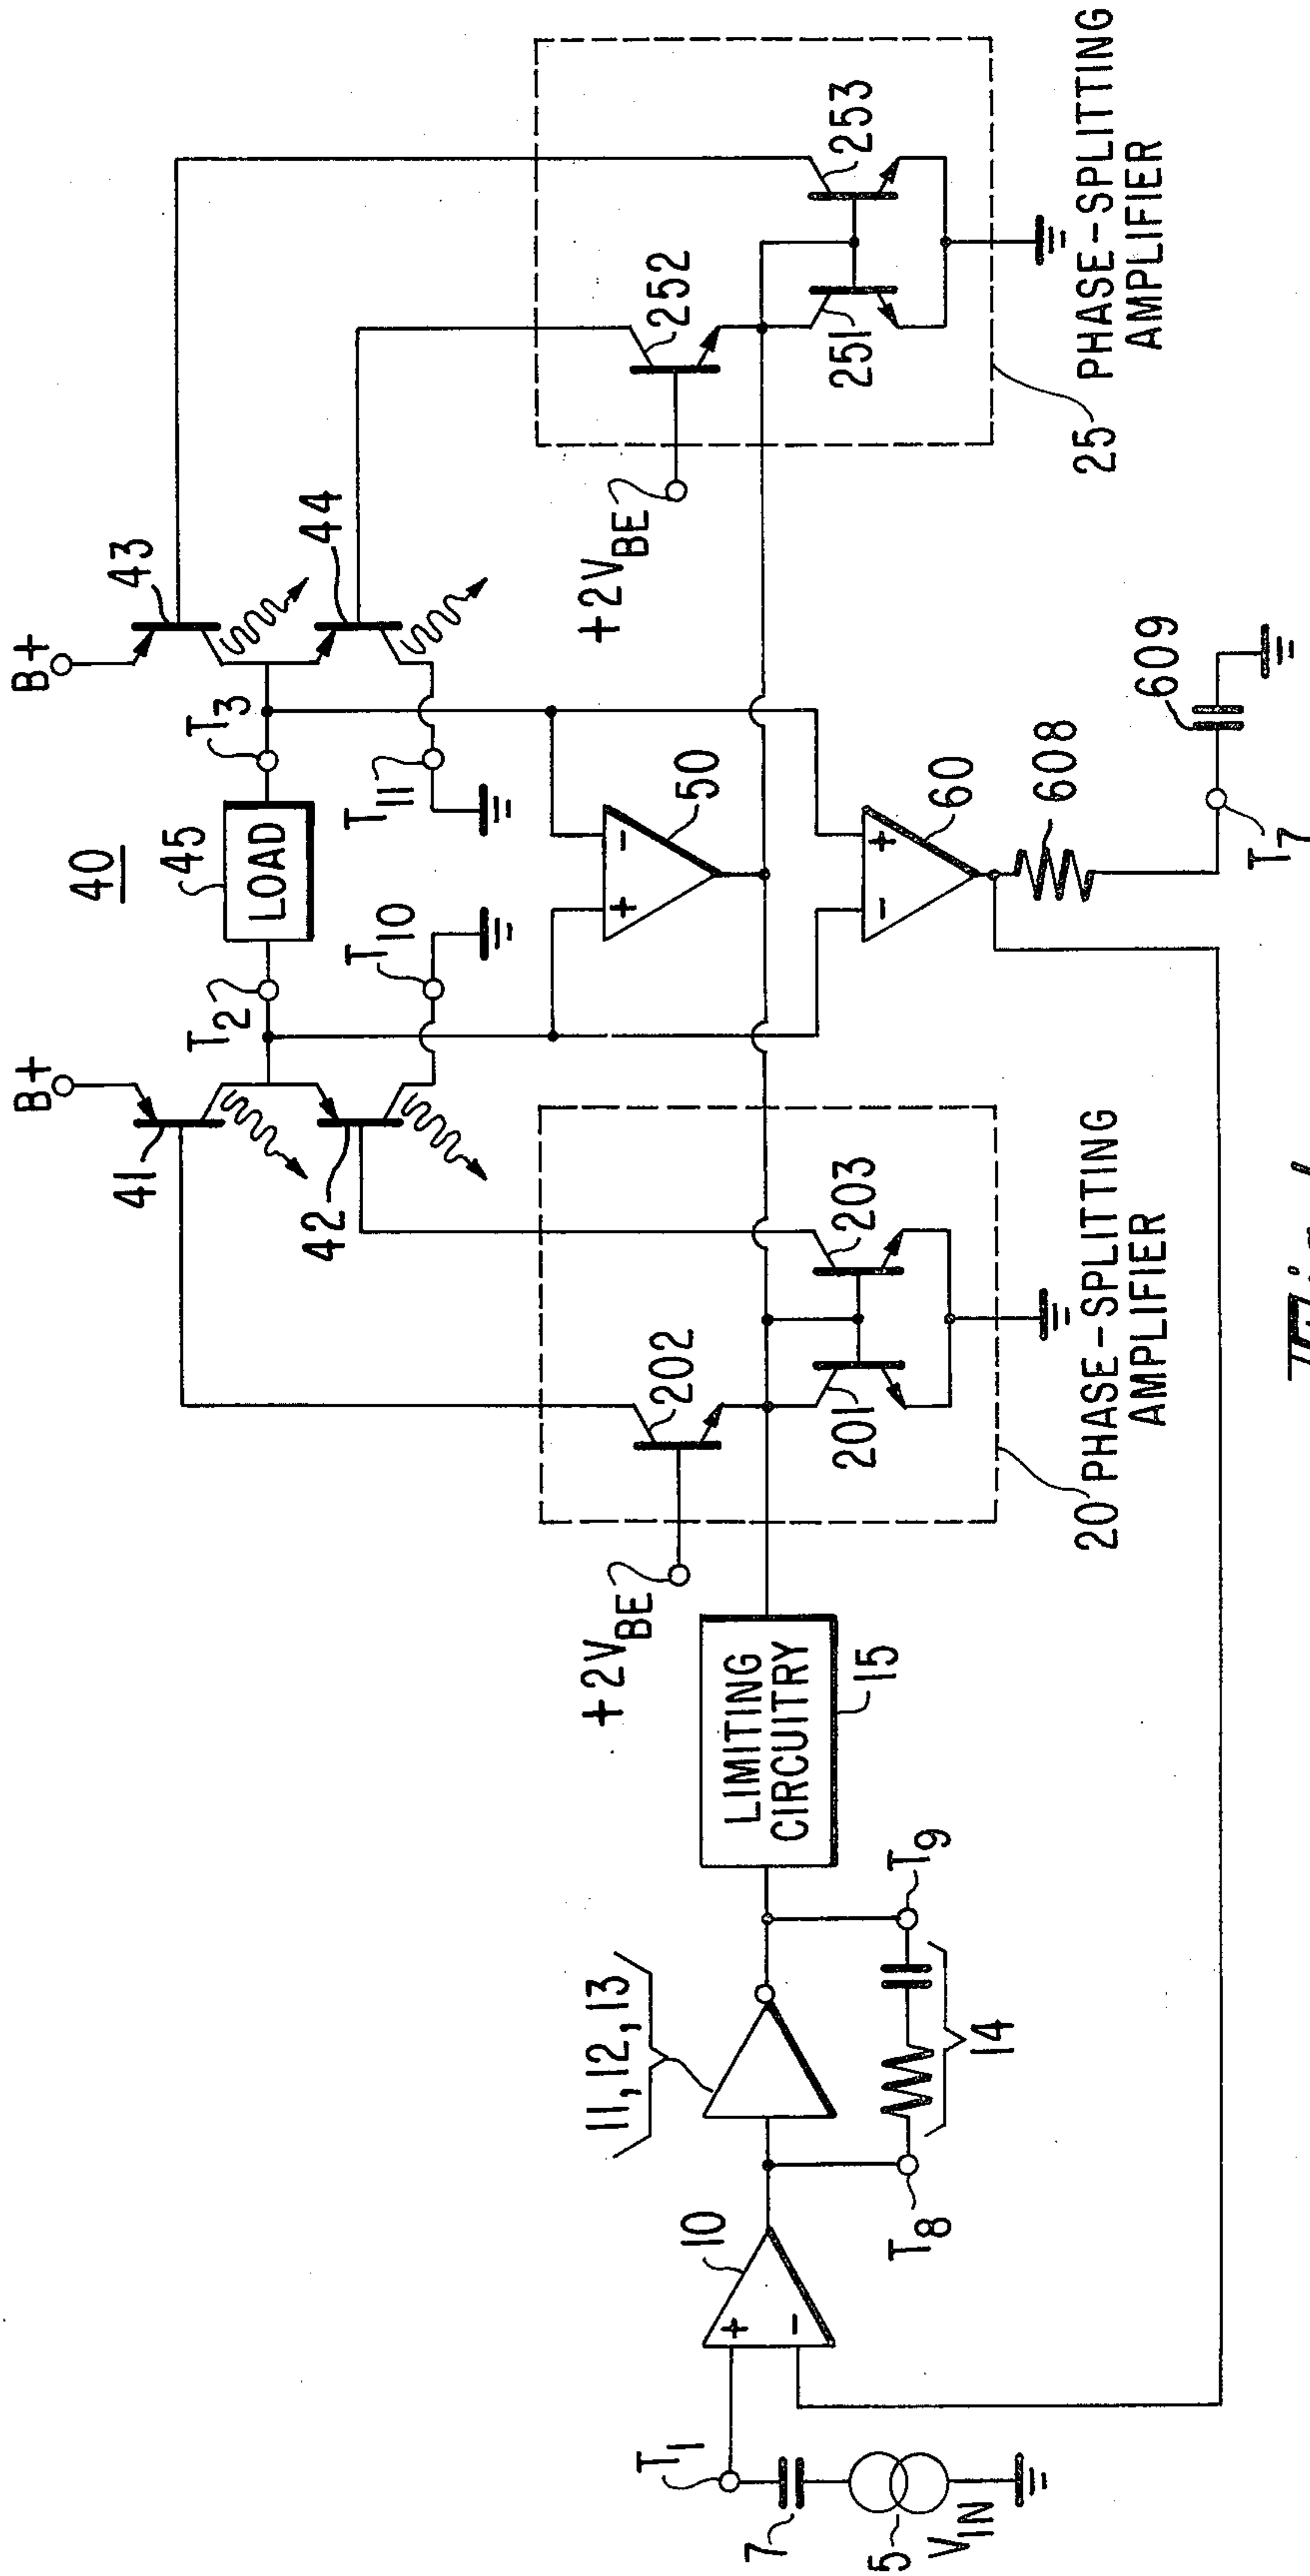 B+
B+
41
42
43
44
40
45
LOAD
T2
T3
T10
T11
50
+
-
60
-
+
608
609
T7
+2VBE
202
201
203
20 PHASE-SPLITTING
AMPLIFIER
+2VBE
252
251
253
25 PHASE-SPLITTING
AMPLIFIER
LIMITING
CIRCUITRY
15
11,12,13
T8
T9
14
10
+
-
T1
7
5
VIN